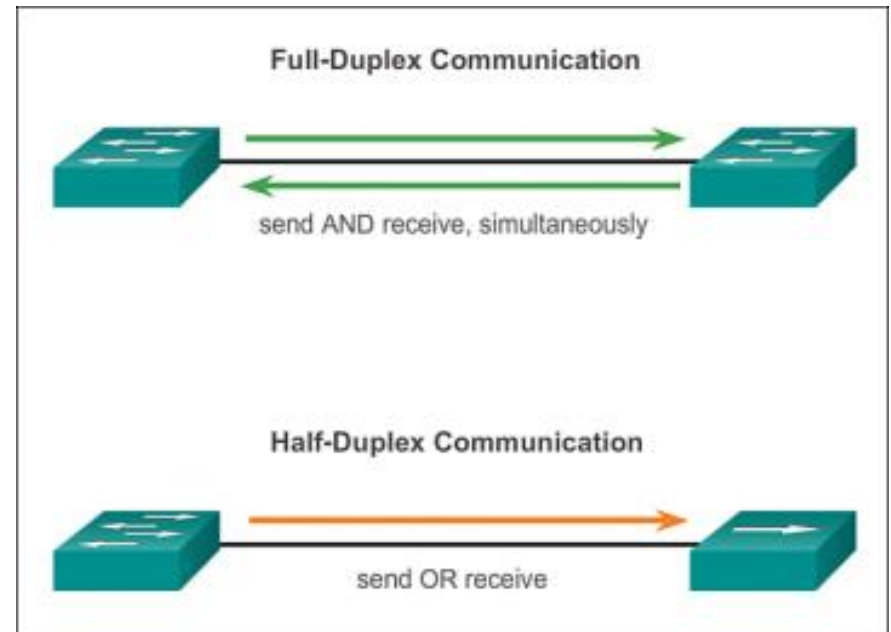 Full-Duplex Communication
send AND receive, simultaneously
Half-Duplex Communication
send OR receive